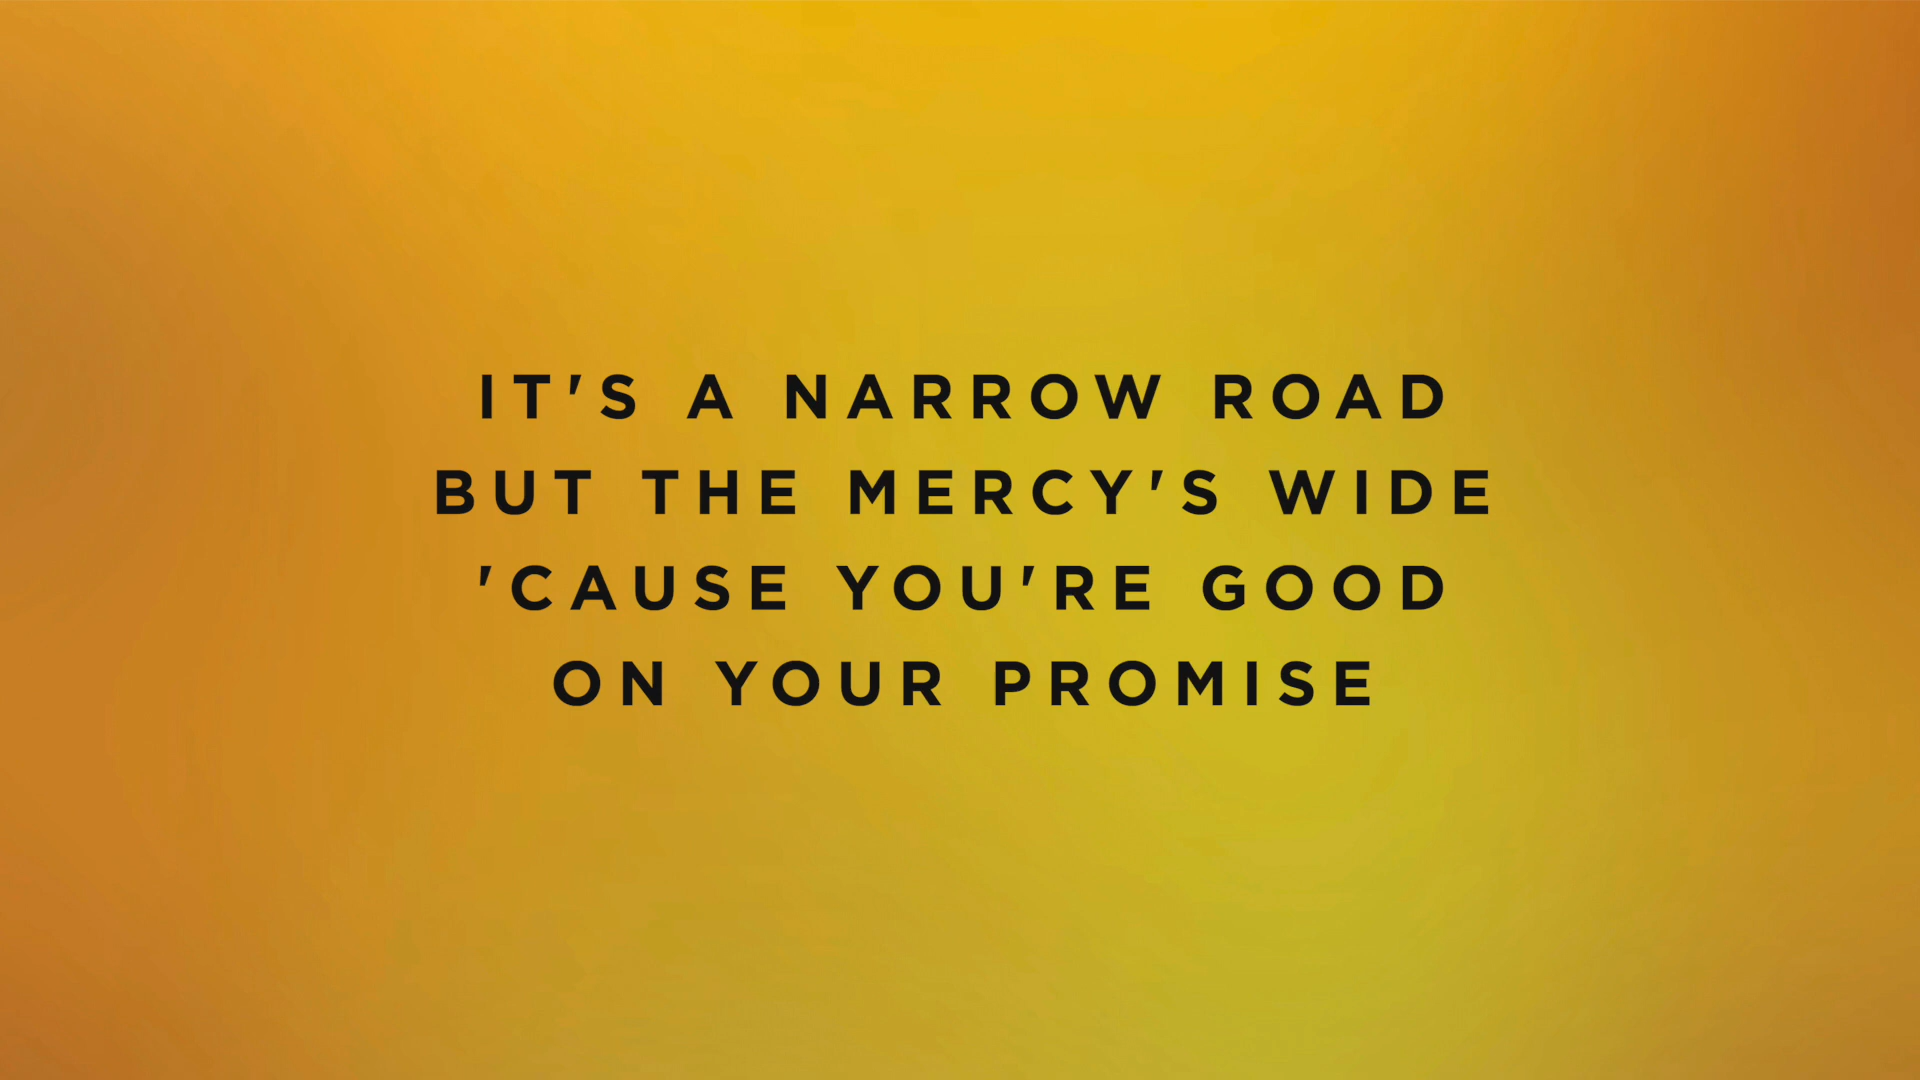 IT'S A NARROW ROAD
BUT THE MERCY'S WIDE
'CAUSE YOU'RE GOOD
ON YOUR PROMISE